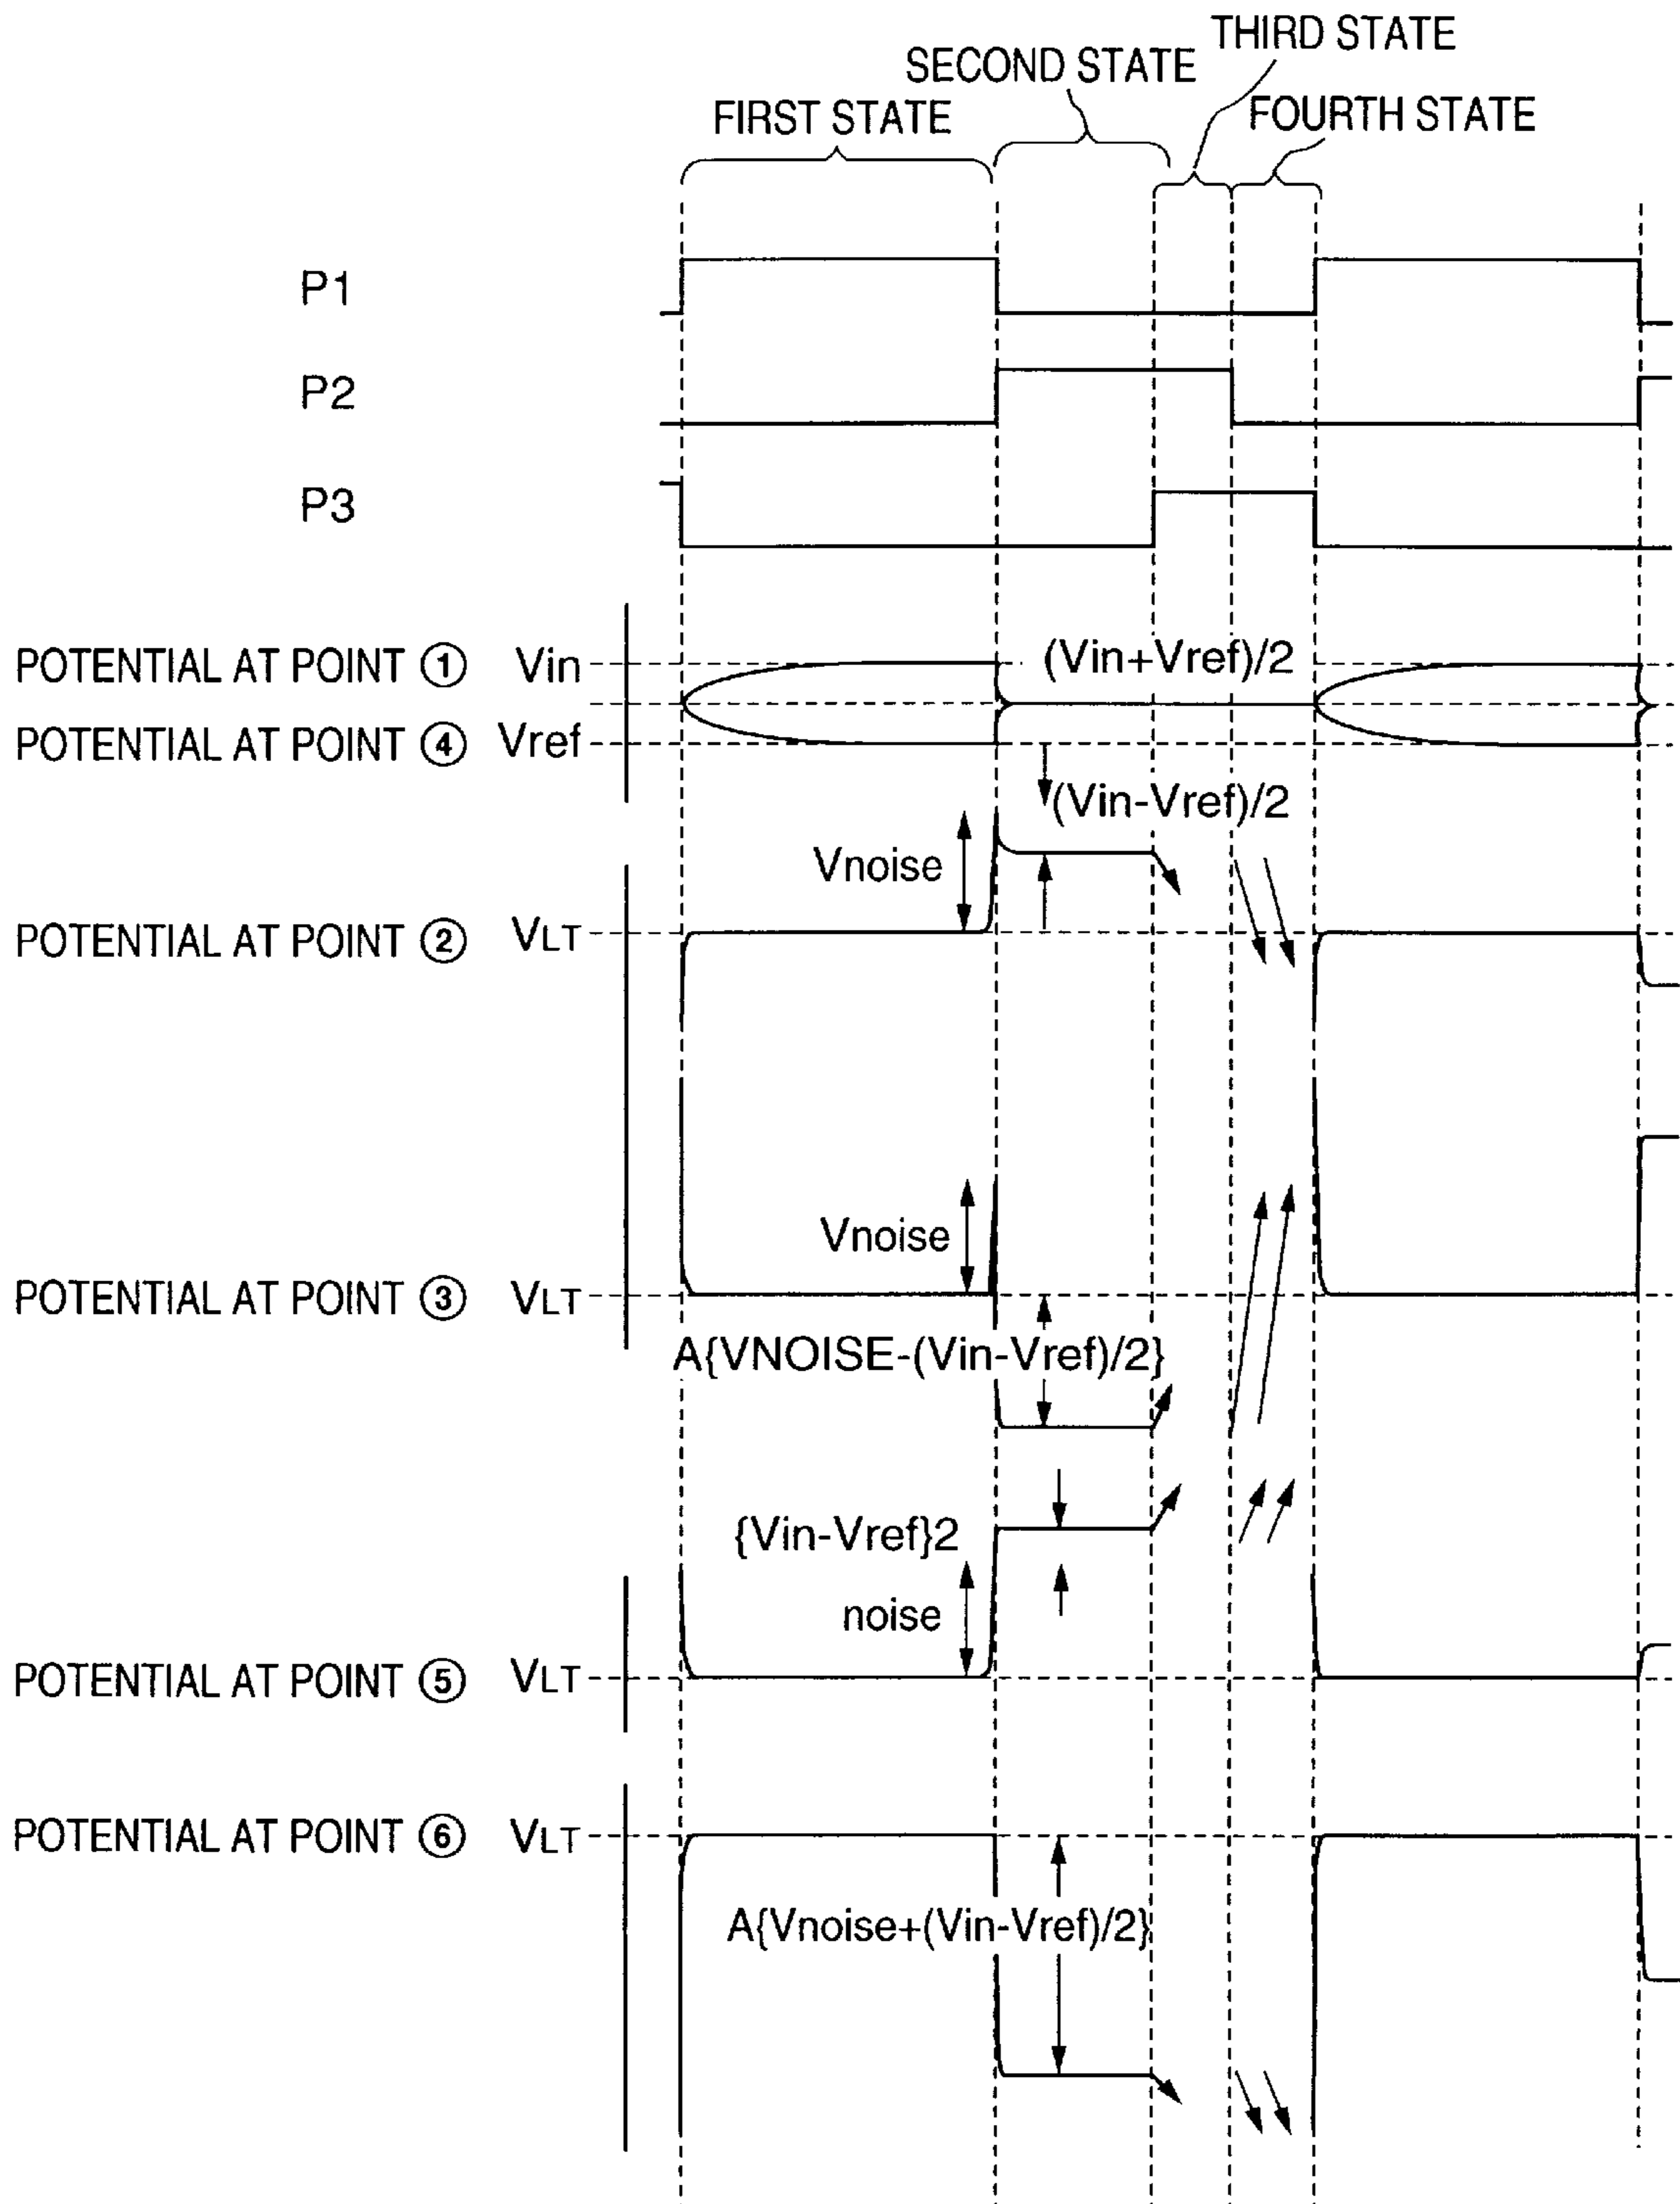 THIRD STATE
SECOND STATE
FIRST STATE
FOURTH STATE
P1
P2
P3
POTENTIAL AT POINT ① Vin
(Vin+Vref)/2
POTENTIAL AT POINT ④ Vref
(Vin-Vref)/2
Vnoise
POTENTIAL AT POINT ② VLT
Vnoise
POTENTIAL AT POINT ③ VLT
A{VNOISE-(Vin-Vref)/2}
{Vin-Vref}2
noise
POTENTIAL AT POINT ⑤ VLT
POTENTIAL AT POINT ⑥ VLT
A{Vnoise+(Vin-Vref)/2}